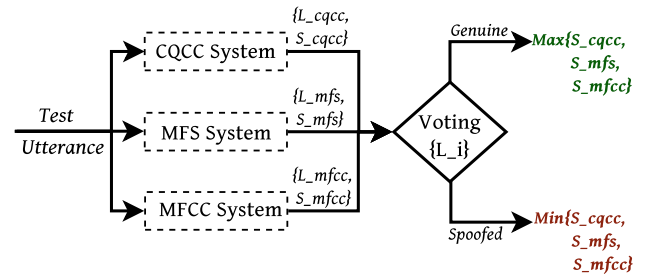 Test
Utterance
CQCC System
{L_cqcc,
S_cqcc}
MFS System
{L_mfs,
S_mfs}
MFCC System
{L_mfcc,
S_mfcc}
Voting
{L_i}
Genuine
Max{S_cqcc,
S_mfs,
S_mfcc}
Spoofed
Min{S_cqcc,
S_mfs,
S_mfcc}